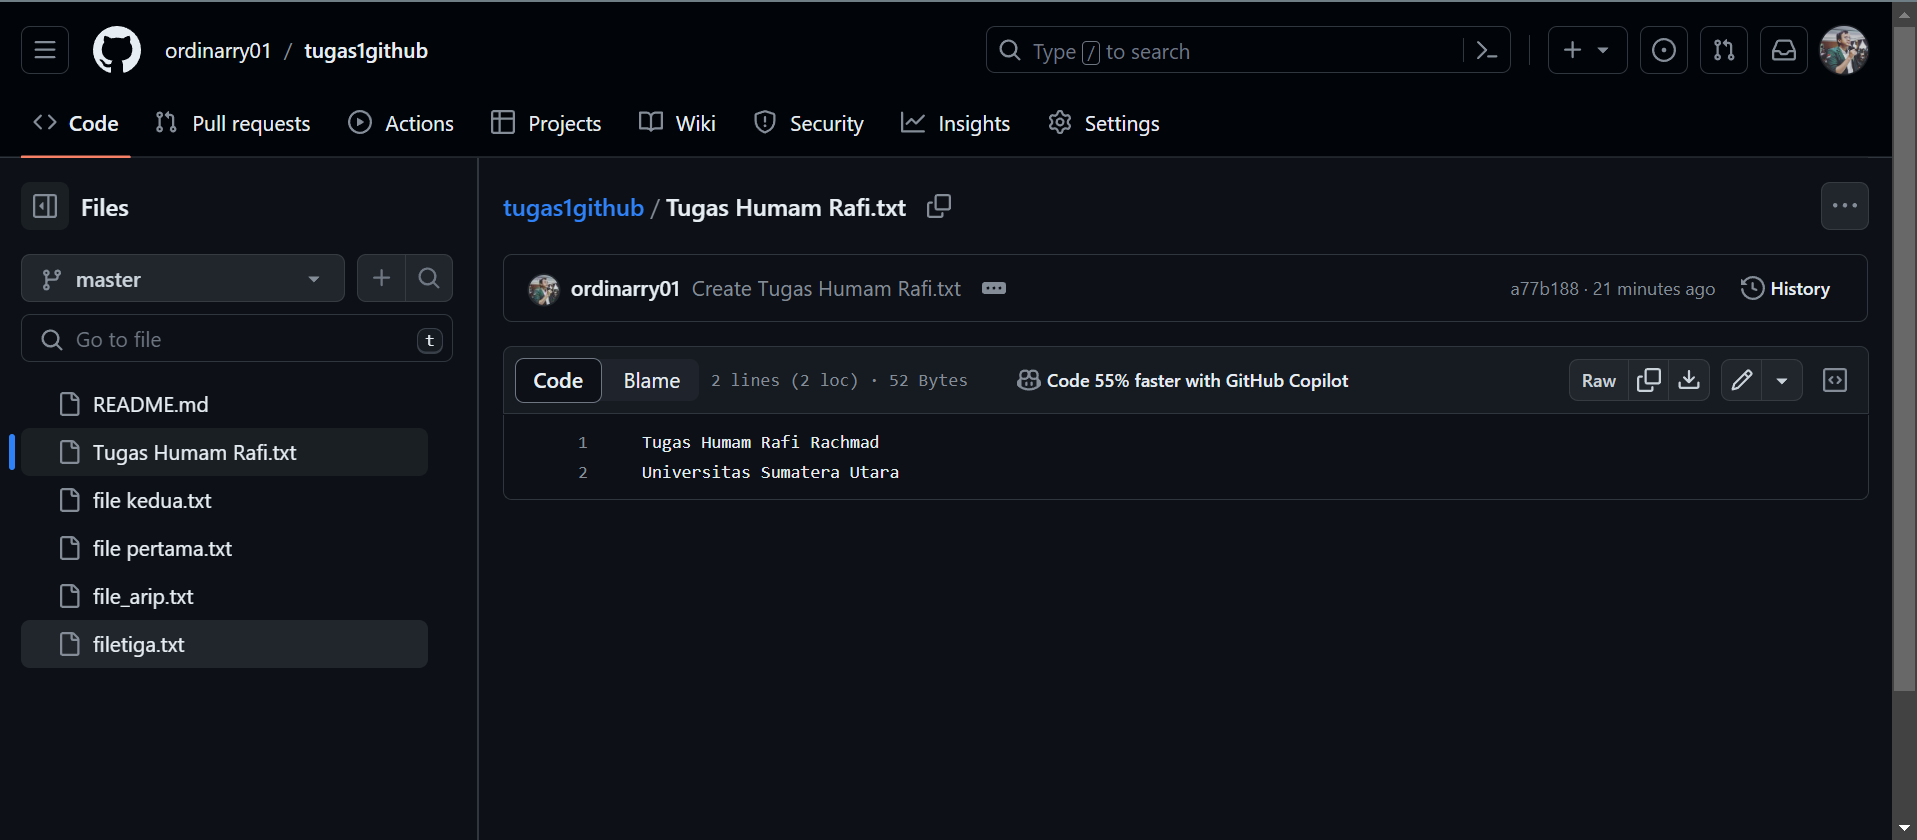 ordinarry01 / tugas1github
Type / to search
Code
Pull requests
Actions
Projects
Wiki
Security
Insights
Settings
Files
master
Go to file
t
README.md
Tugas Humam Rafi.txt
file kedua.txt
file pertama.txt
file_arip.txt
filetiga.txt
tugas1github / Tugas Humam Rafi.txt
ordinarry01 Create Tugas Humam Rafi.txt
a77b188 · 21 minutes ago
History
Code
Blame
2 lines (2 loc) · 52 Bytes
Code 55% faster with GitHub Copilot
Raw
1 Tugas Humam Rafi Rachmad
2 Universitas Sumatera Utara